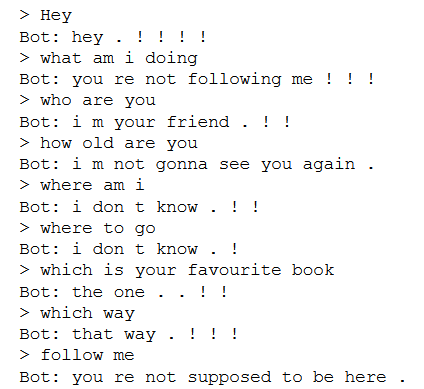 > Hey
Bot: hey . ! ! ! !
> what am i doing
Bot: you re not following me ! ! !
> who are you
Bot: i m your friend . ! !
> how old are you
Bot: i m not gonna see you again .
> where am i
Bot: i don t know . ! !
> where to go
Bot: i don t know . !
> which is your favourite book
Bot: the one . . ! !
> which way
Bot: that way . ! ! !
> follow me
Bot: you re not supposed to be here .